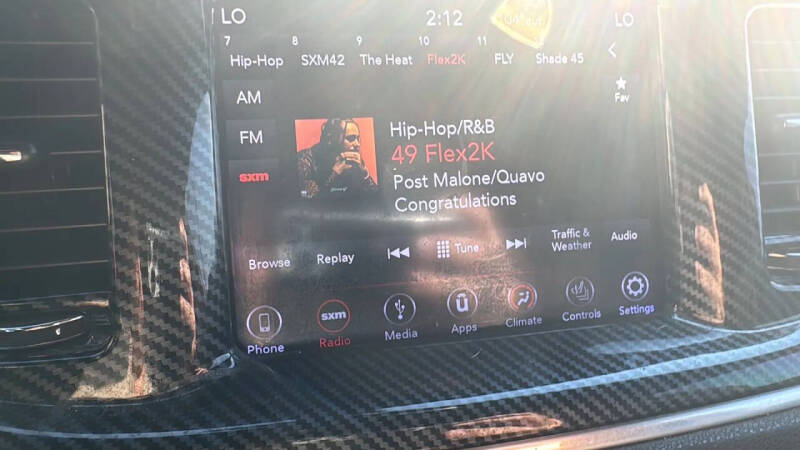 LO 2:12 104° out LO
7 8 9 10 11
Hip-Hop SXM42 The Heat Flex2K FLY Shade 45
AM
Fav
FM
Hip-Hop/R&B
49 Flex2K
sxm
Post Malone/Quavo
Congratulations
Browse Replay Tune Traffic & Weather Audio
sxm
Phone Radio Media Apps Climate Controls Settings